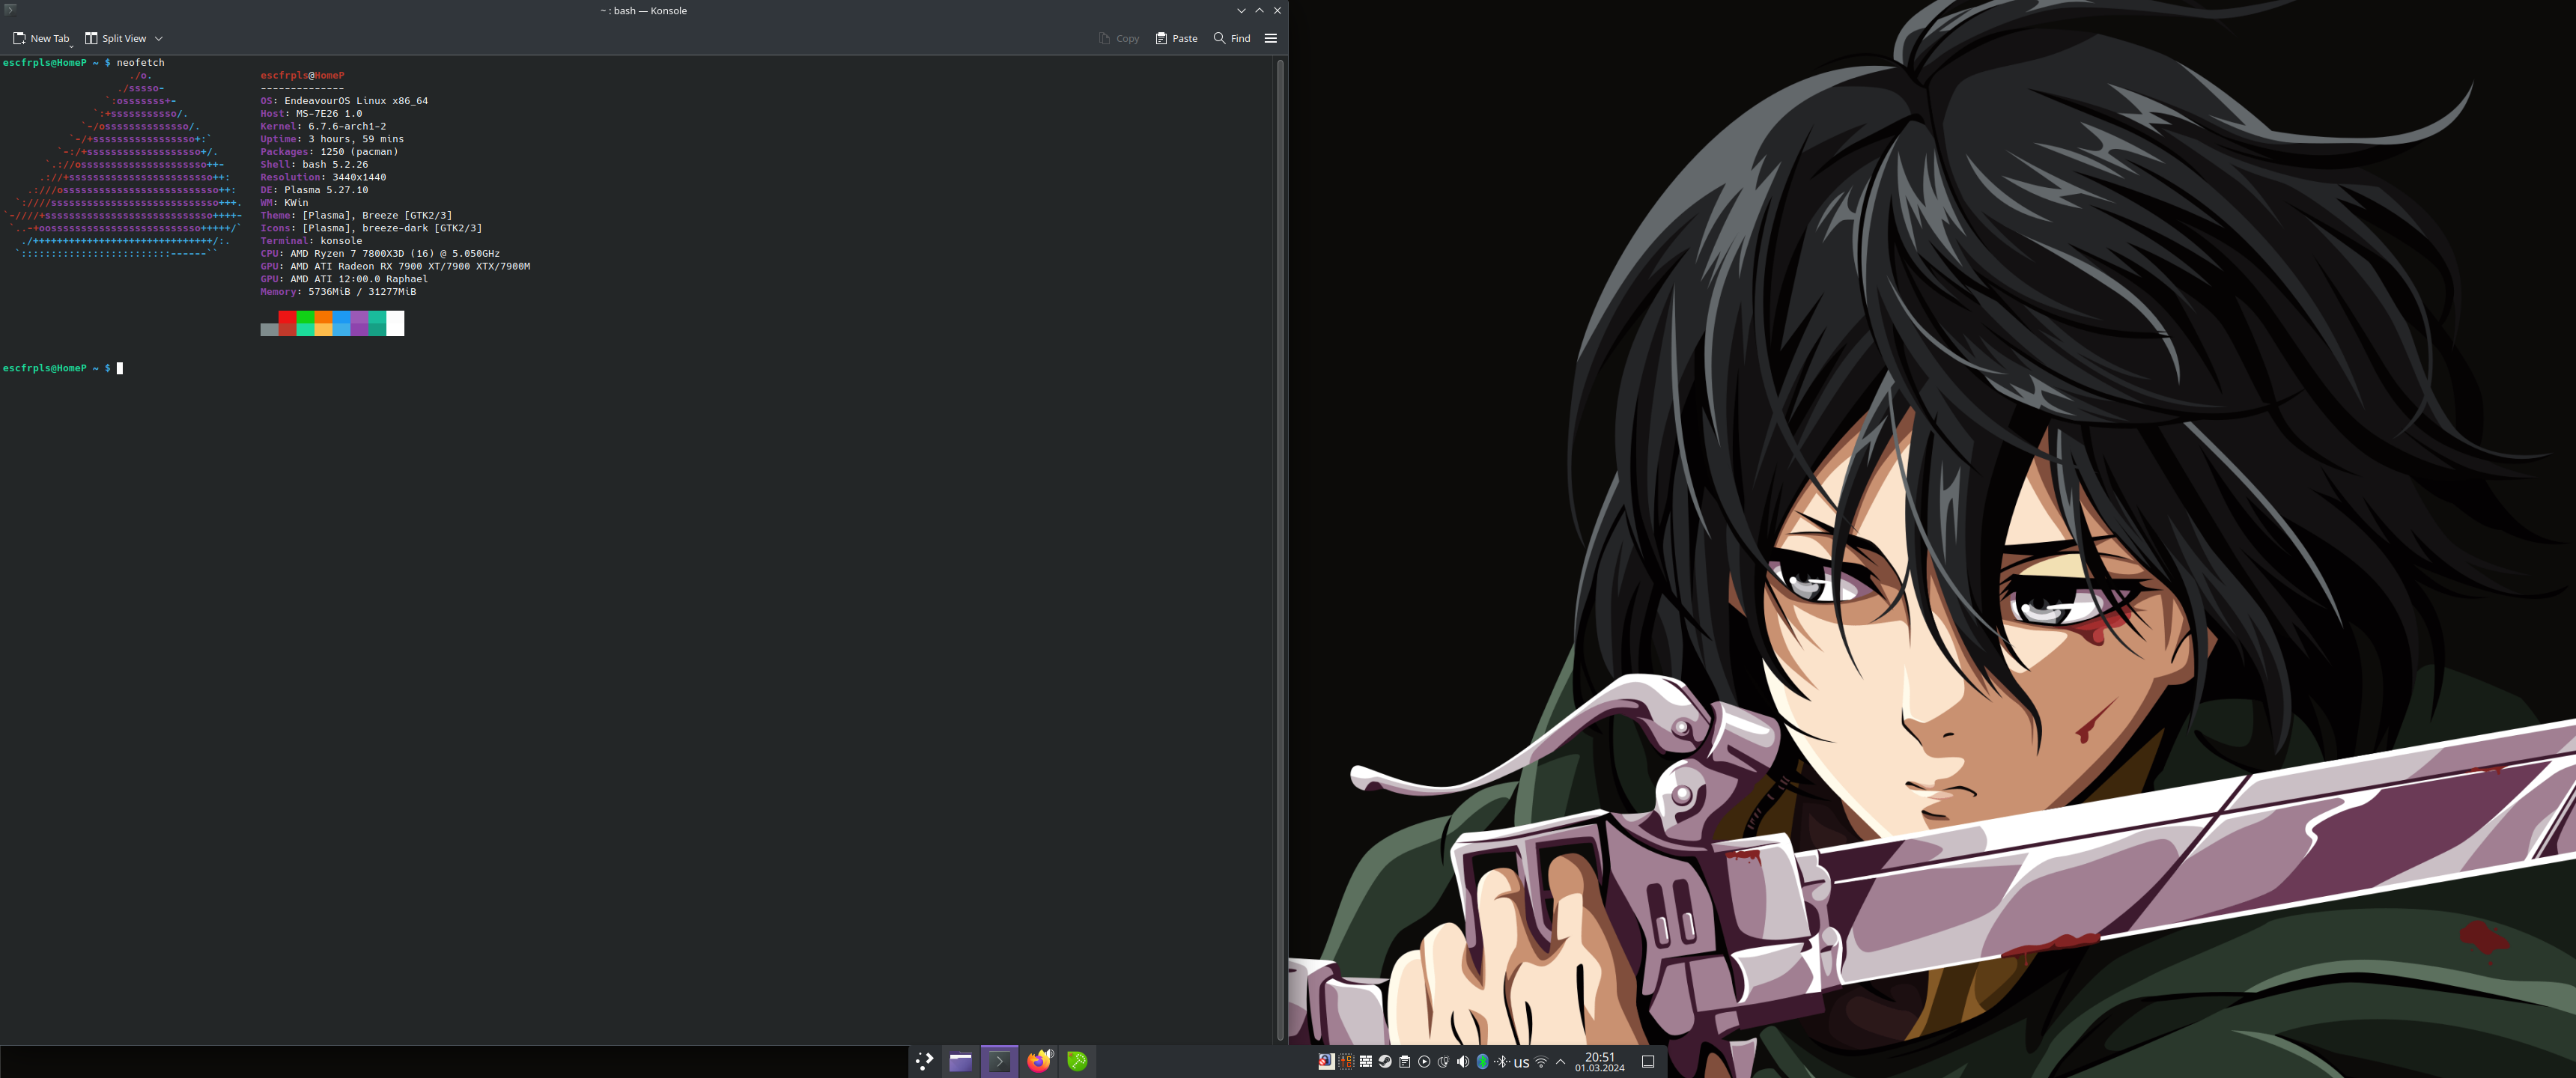 ~ : bash — Konsole
New Tab Split View Copy Paste Find
escfrpls@HomeP ~ $ neofetch
./o.
./sssso-
`:osssssss+-
`:+sssssssssso/.
`-/ossssssssssssso/.
`-/+sssssssssssssssso+:`
`-:/+sssssssssssssssssso+/.
`.://osssssssssssssssssssso++-
.://+ssssssssssssssssssssssso++:
.:///ossssssssssssssssssssssssso++:
`:////ssssssssssssssssssssssssssso+++.
`-////+ssssssssssssssssssssssssssso++++-
`..-+oosssssssssssssssssssssssso+++++/`
./++++++++++++++++++++++++++++++/:.
`:::::::::::::::::::::::::------``
escfrpls@HomeP
--------------
OS: EndeavourOS Linux x86_64
Host: MS-7E26 1.0
Kernel: 6.7.6-arch1-2
Uptime: 3 hours, 59 mins
Packages: 1250 (pacman)
Shell: bash 5.2.26
Resolution: 3440x1440
DE: Plasma 5.27.10
WM: KWin
Theme: [Plasma], Breeze [GTK2/3]
Icons: [Plasma], breeze-dark [GTK2/3]
Terminal: konsole
CPU: AMD Ryzen 7 7800X3D (16) @ 5.050GHz
GPU: AMD ATI Radeon RX 7900 XT/7900 XTX/7900M
GPU: AMD ATI 12:00.0 Raphael
Memory: 5736MiB / 31277MiB
escfrpls@HomeP ~ $
us
20:51
01.03.2024